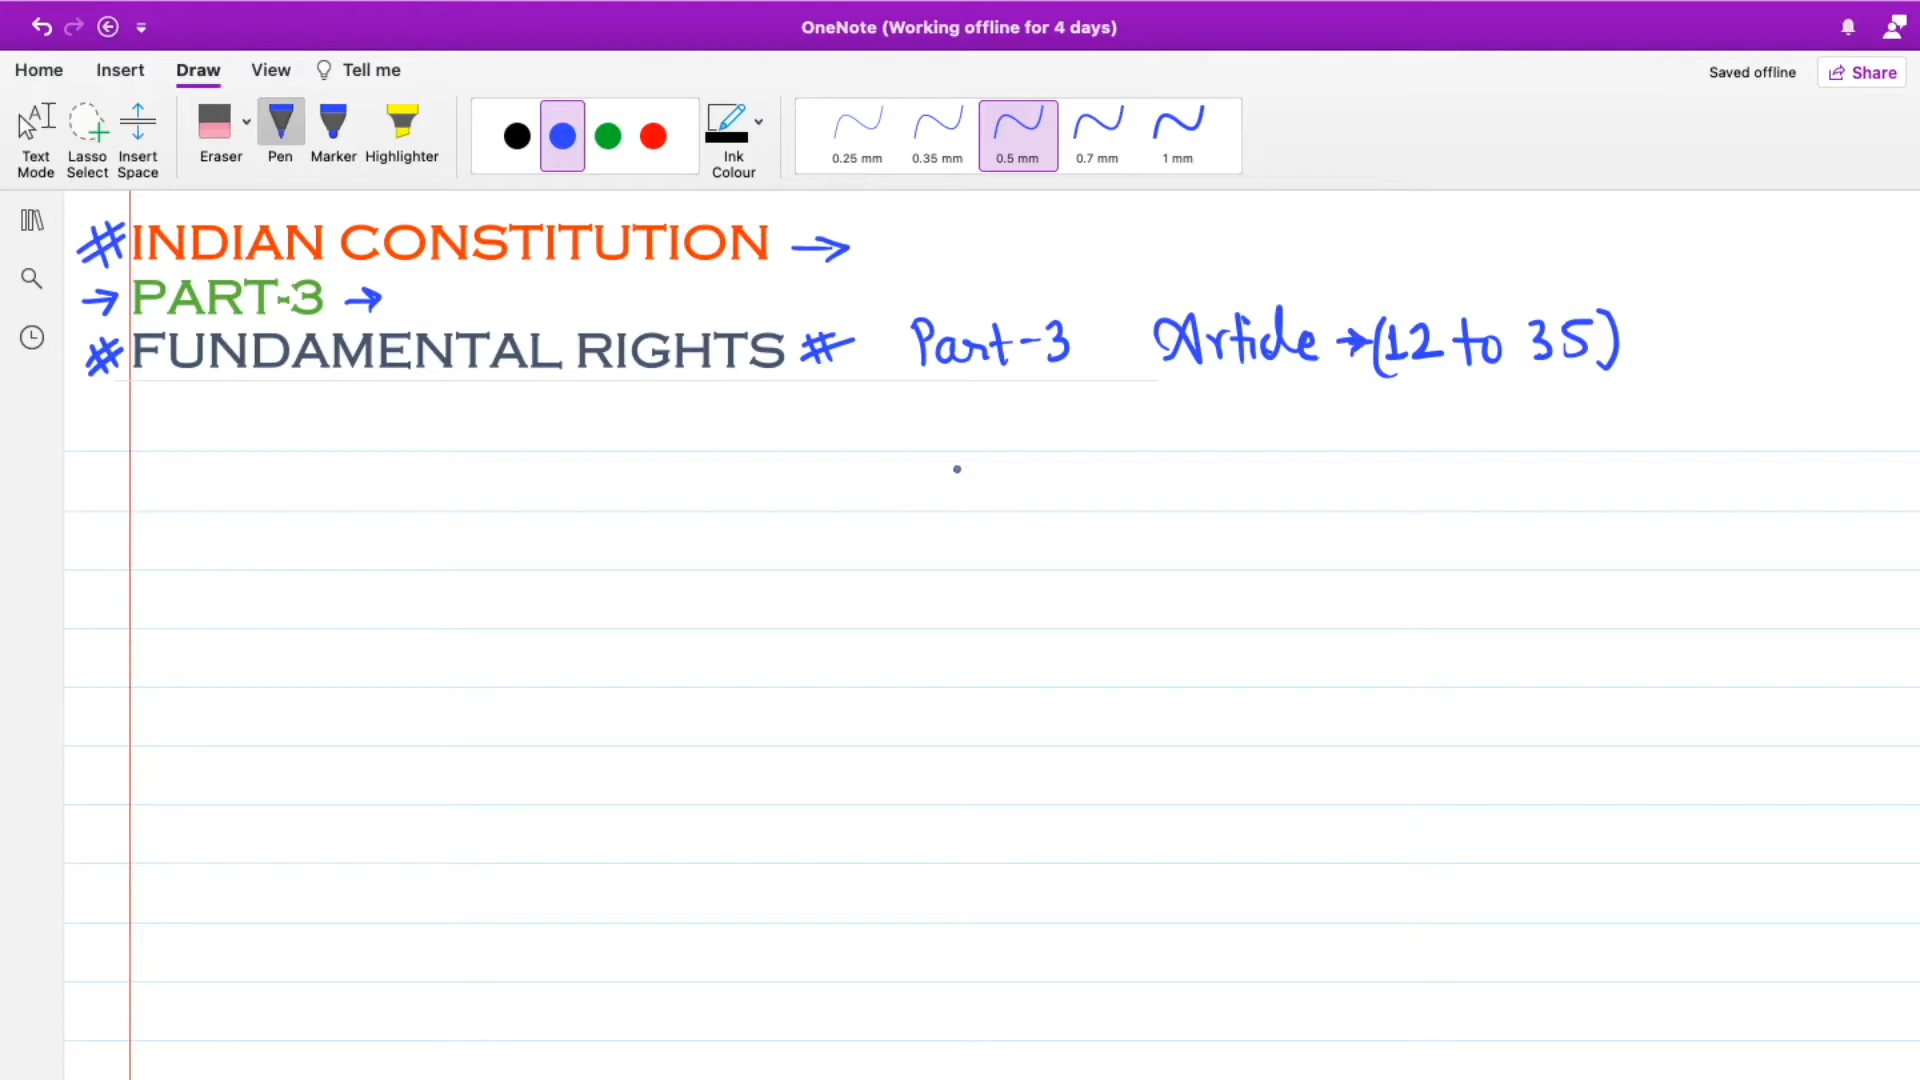 OneNote (Working offline for 4 days)
Home Insert Draw View Tell me
Saved offline Share
Text Mode Lasso Select Insert Space Eraser Pen Marker Highlighter Ink Colour 0.25 mm 0.35 mm 0.5 mm 0.7 mm 1 mm
# INDIAN CONSTITUTION →
→ PART-3 →
# FUNDAMENTAL RIGHTS # Part-3 Article → (12 to 35)